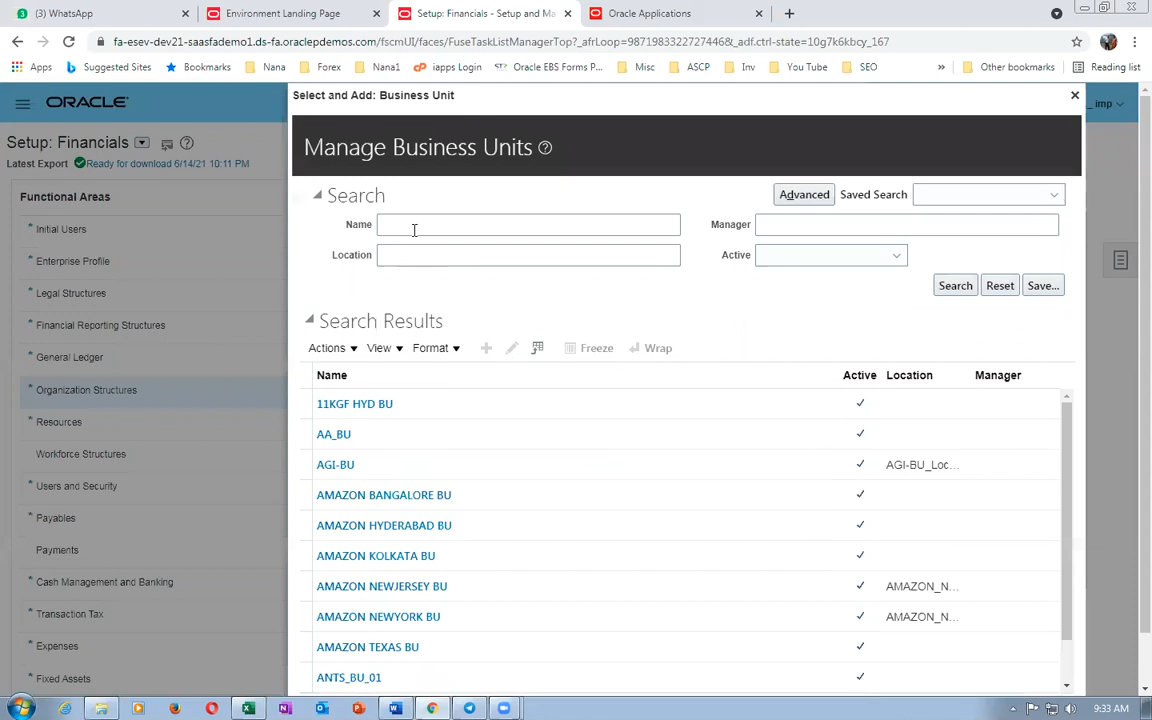 (3) WhatsApp
Environment Landing Page
Setup: Financials - Setup and Ma
Oracle Applications
fa-esev-dev21-saasfademo1.ds-fa.oraclepdemos.com/fscmUI/faces/FuseTaskListManagerTop?_afrLoop=9871983322727446&_adf.ctrl-state=10g7k6kbcy_167
Apps
Suggested Sites
Bookmarks
Nana
Forex
Nana1
iapps Login
Oracle EBS Forms P...
Misc
ASCP
Inv
You Tube
SEO
»
Other bookmarks
Reading list
ORACLE
_imp
Setup: Financials
Latest Export Ready for download 6/14/21 10:11 PM
Functional Areas
* Initial Users
* Enterprise Profile
* Legal Structures
* Financial Reporting Structures
* General Ledger
* Organization Structures
* Resources
Workforce Structures
* Users and Security
* Payables
Payments
* Cash Management and Banking
* Transaction Tax
* Expenses
* Fixed Assets
Select and Add: Business Unit
Manage Business Units
Search
Advanced Saved Search
Name
Manager
Location
Active
Search Reset Save...
Search Results
Actions View Format Freeze Wrap
Name Active Location Manager
11KGF HYD BU
AA_BU
AGI-BU AGI-BU_Loc...
AMAZON BANGALORE BU
AMAZON HYDERABAD BU
AMAZON KOLKATA BU
AMAZON NEWJERSEY BU AMAZON_N...
AMAZON NEWYORK BU AMAZON_N...
AMAZON TEXAS BU
ANTS_BU_01
9:33 AM